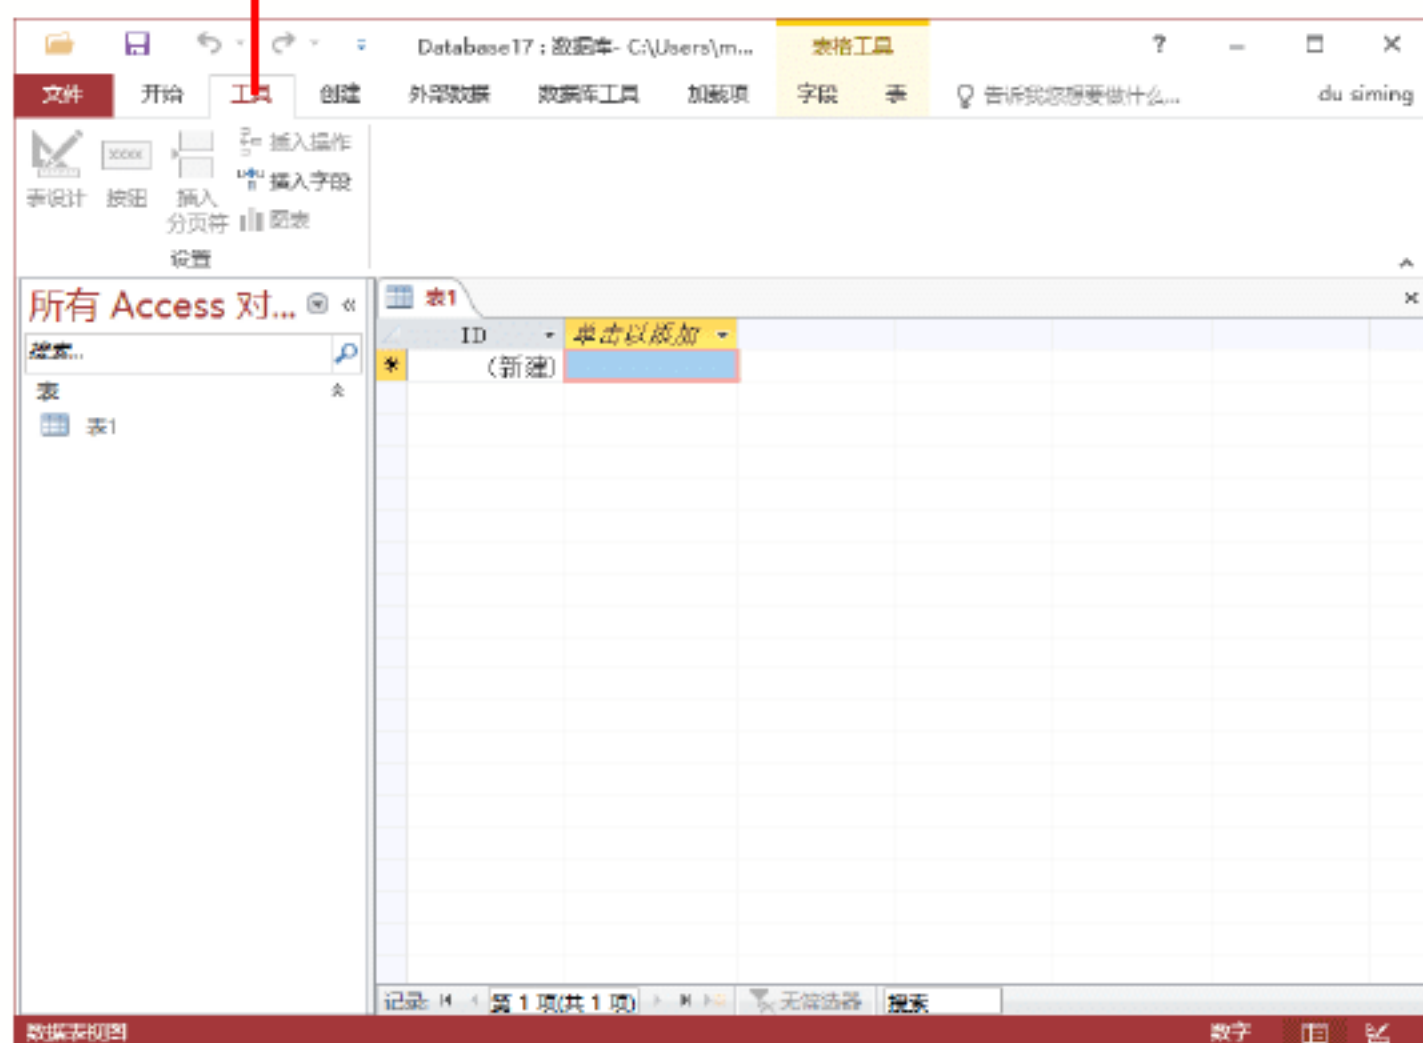 Database17 : 数据库- C:\Users\m...
表格工具
?
文件 开始 工具 创建 外部数据 数据库工具 加载项 字段 表 告诉我您想要做什么... du siming
表设计
按钮
插入
分页符
插入操作
插入字段
图表
设置
所有 Access 对...
搜索...
表
表1
表1
ID 单击以添加
(新建)
记录: 第 1 项(共 1 项) 无筛选器 搜索
数据表视图 数字